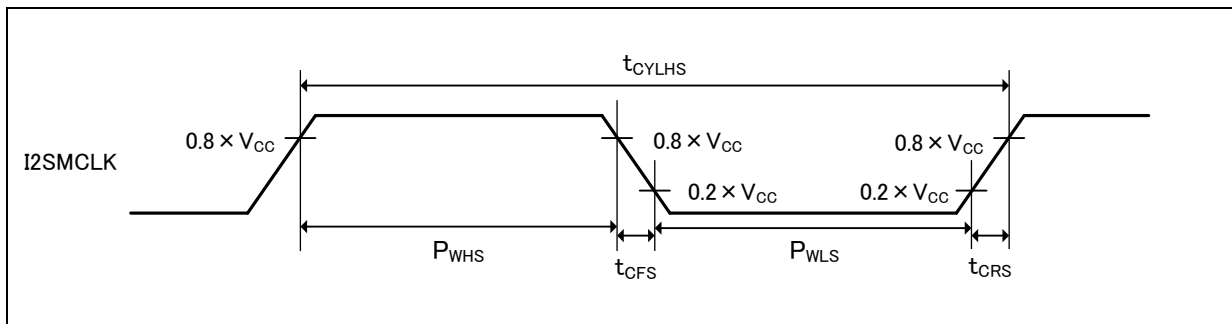 tCYLHS
0.8 × VCC
0.8 × VCC
0.8 × VCC
I2SMCLK
0.2 × VCC
0.2 × VCC
PWHS
tCFS
PWLS
tCRS